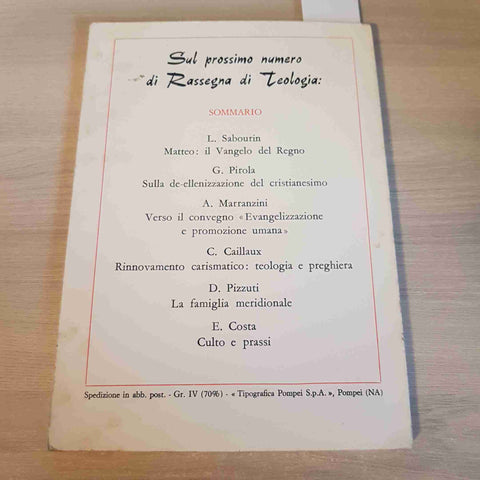 Sul prossimo numero
di Rassegna di Teologia:
SOMMARIO
L. Sabourin
Matteo: il Vangelo del Regno
G. Pirola
Sulla de-ellenizzazione del cristianesimo
A. Marranzini
Verso il convegno «Evangelizzazione
e promozione umana»
C. Caillaux
Rinnovamento carismatico: teologia e preghiera
D. Pizzuti
La famiglia meridionale
E. Costa
Culto e prassi
Spedizione in abb. post. - Gr. IV (70%) - « Tipografica Pompei S.p.A. », Pompei (NA)